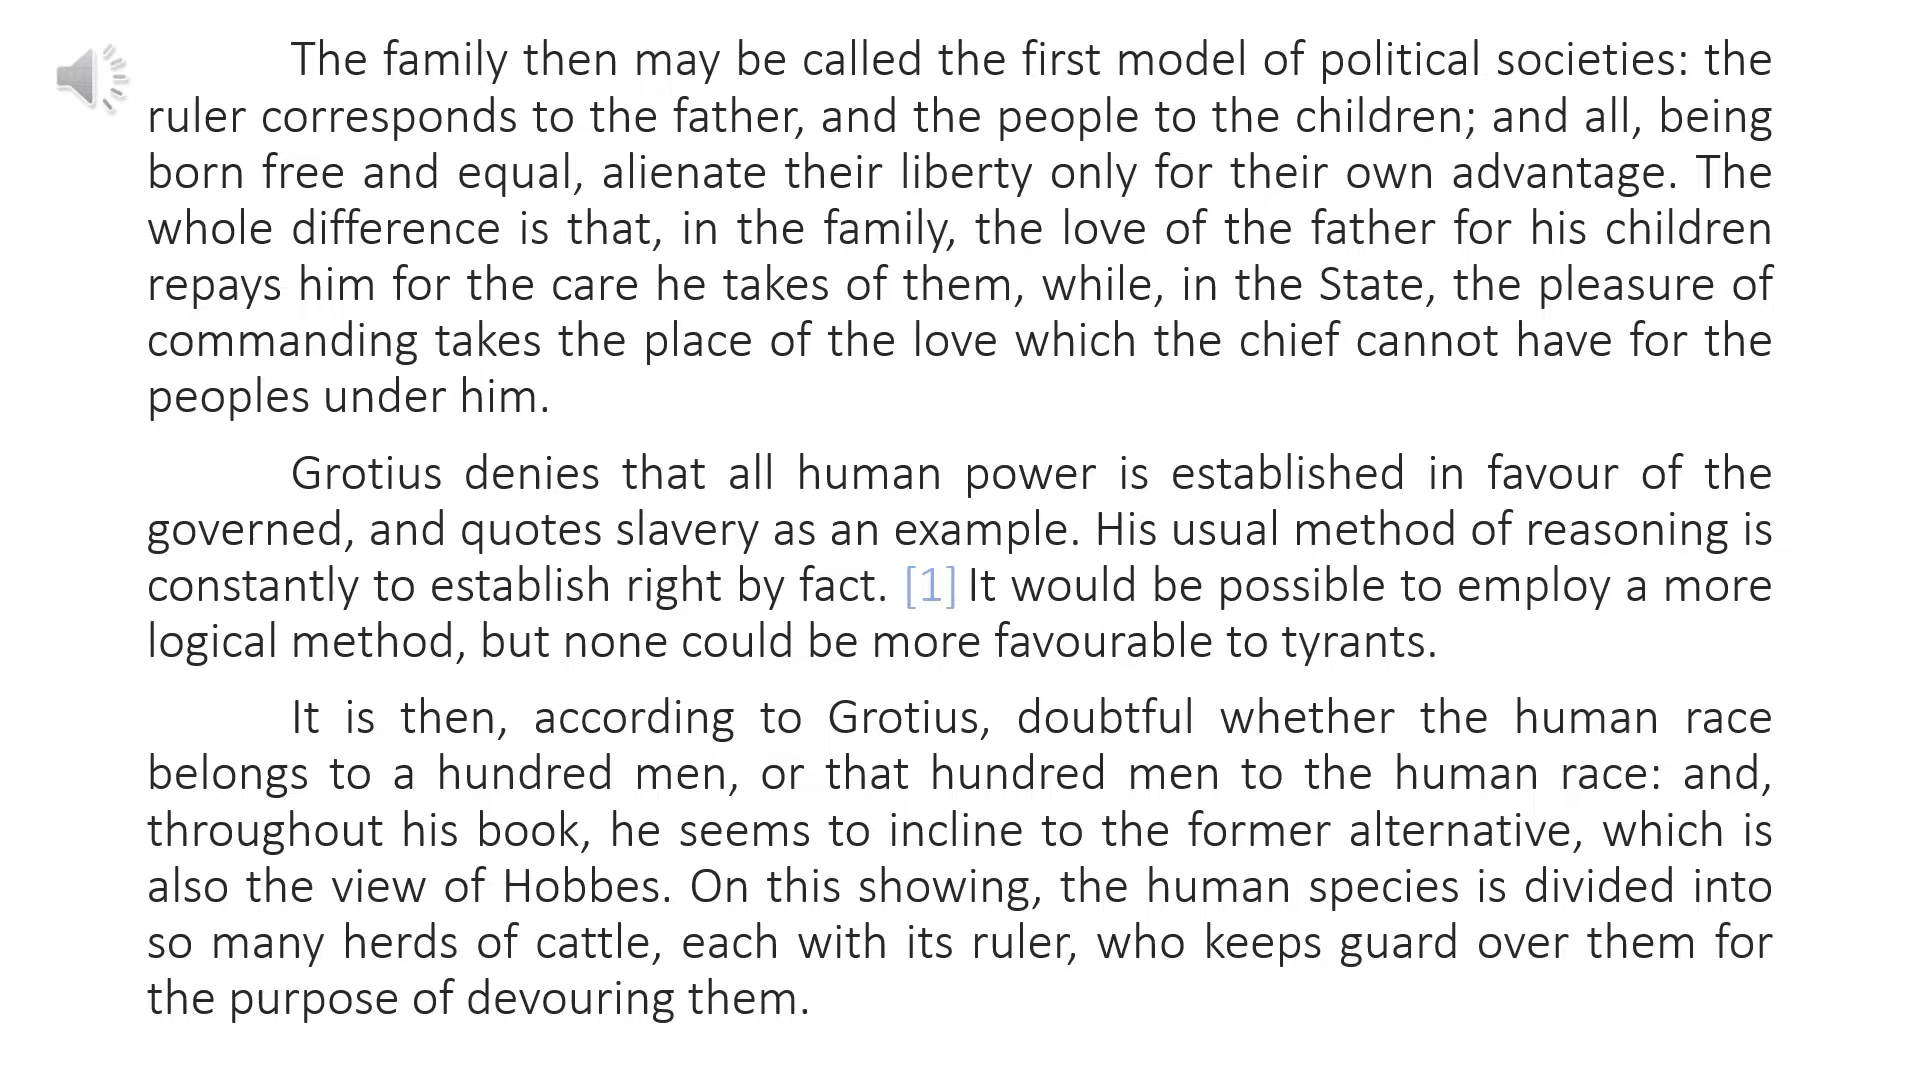 The family then may be called the first model of political societies: the
ruler corresponds to the father, and the people to the children; and all, being
born free and equal, alienate their liberty only for their own advantage. The
whole difference is that, in the family, the love of the father for his children
repays him for the care he takes of them, while, in the State, the pleasure of
commanding takes the place of the love which the chief cannot have for the
peoples under him.
Grotius denies that all human power is established in favour of the
governed, and quotes slavery as an example. His usual method of reasoning is
constantly to establish right by fact. [1] It would be possible to employ a more
logical method, but none could be more favourable to tyrants.
It is then, according to Grotius, doubtful whether the human race
belongs to a hundred men, or that hundred men to the human race: and,
throughout his book, he seems to incline to the former alternative, which is
also the view of Hobbes. On this showing, the human species is divided into
so many herds of cattle, each with its ruler, who keeps guard over them for
the purpose of devouring them.